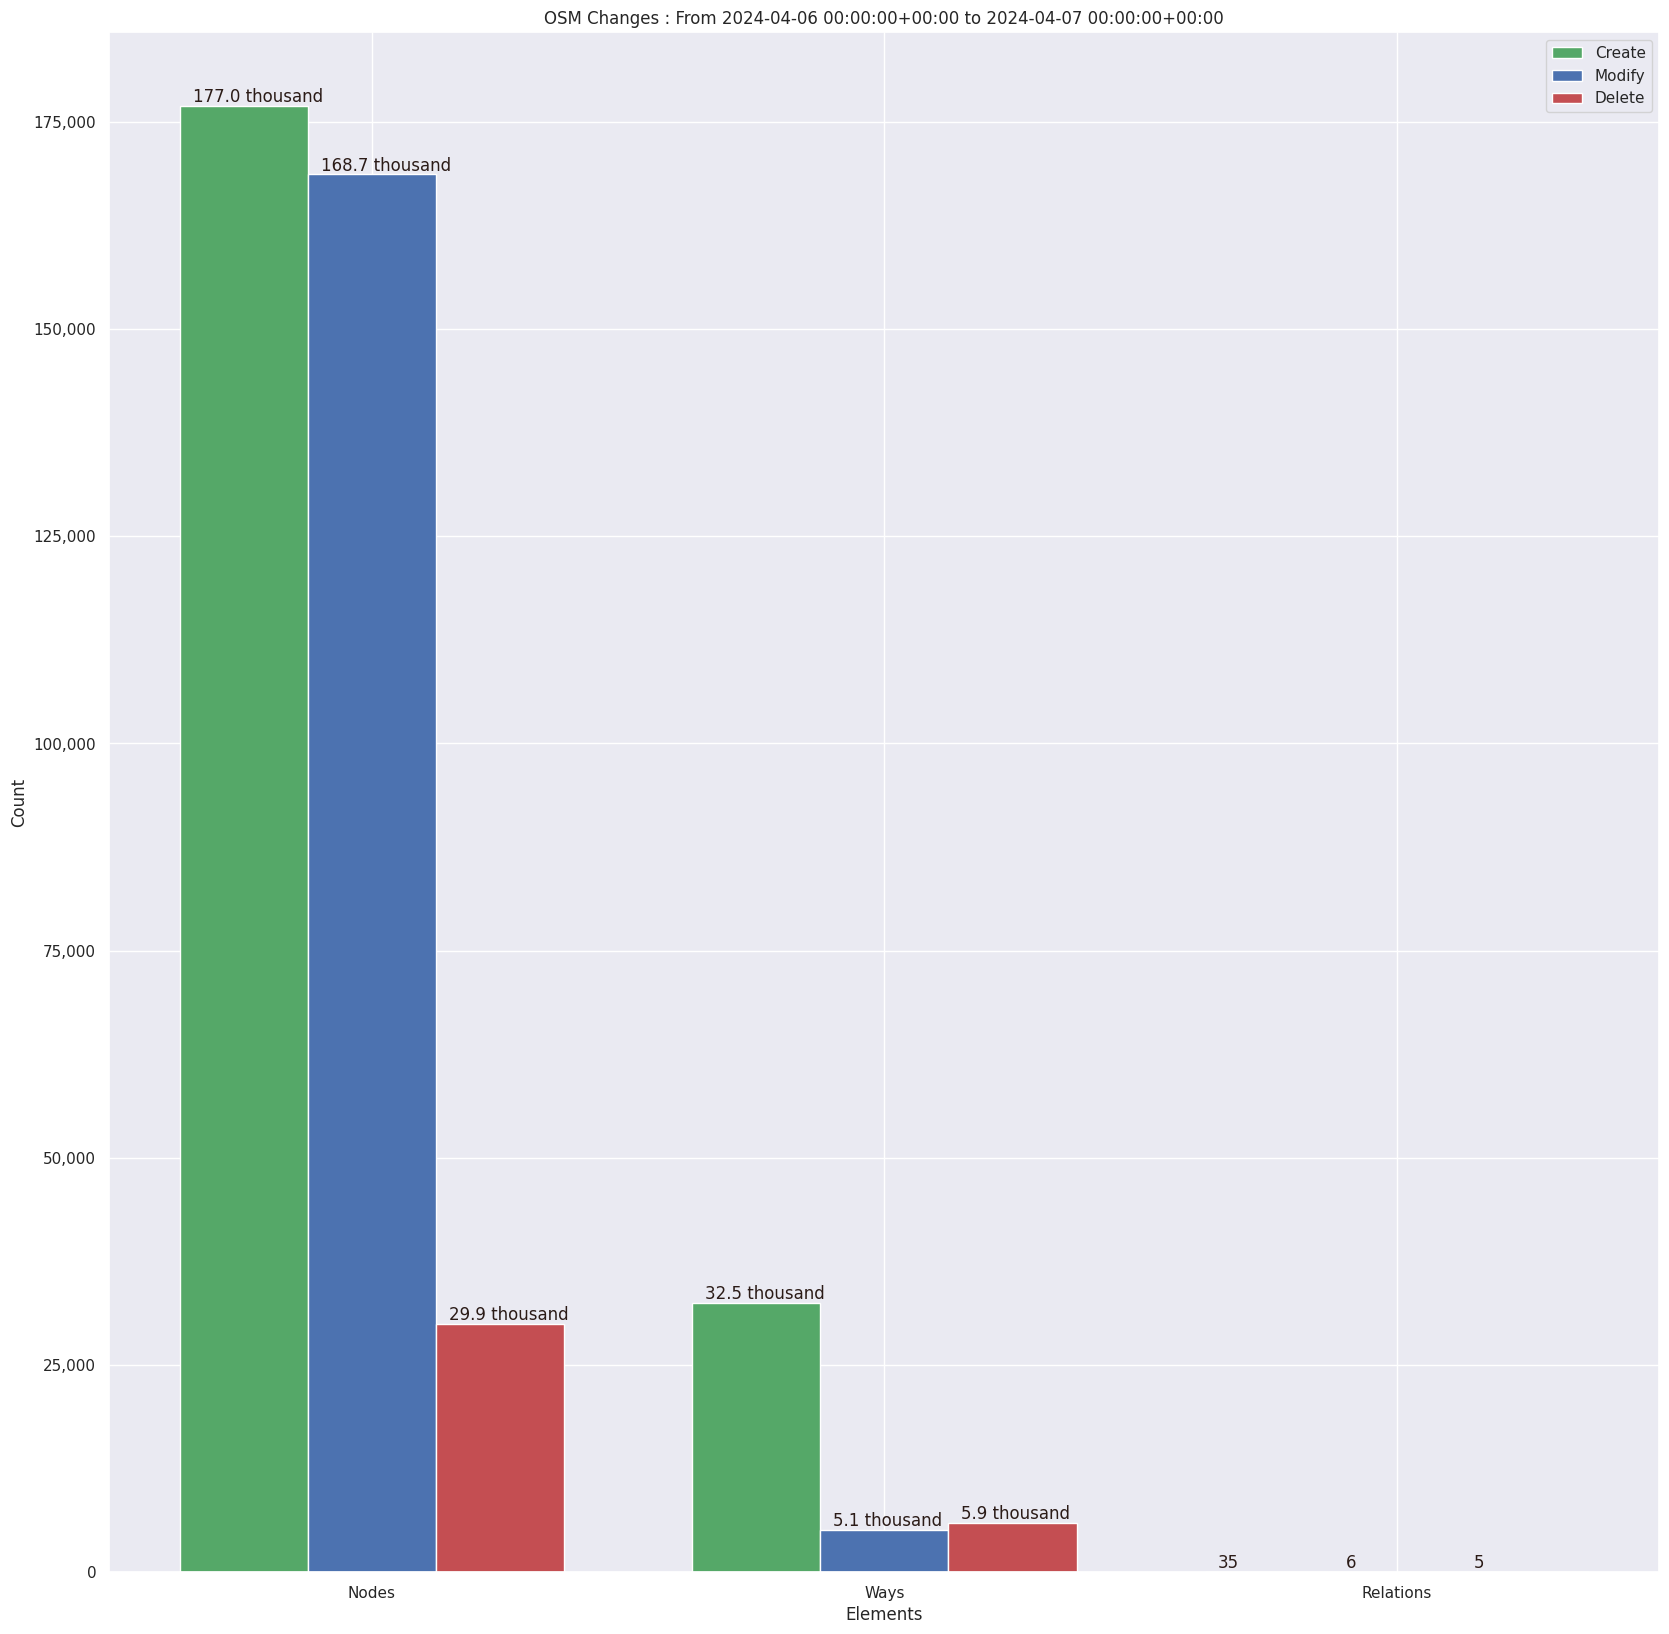 OSM Changes : From 2024-04-06 00:00:00+00:00 to 2024-04-07 00:00:00+00:00
Create
Modify
Delete
177.0 thousand
168.7 thousand
29.9 thousand
32.5 thousand
5.1 thousand
5.9 thousand
35
6
5
175,000
150,000
125,000
100,000
75,000
50,000
25,000
0
Count
Nodes
Ways
Relations
Elements